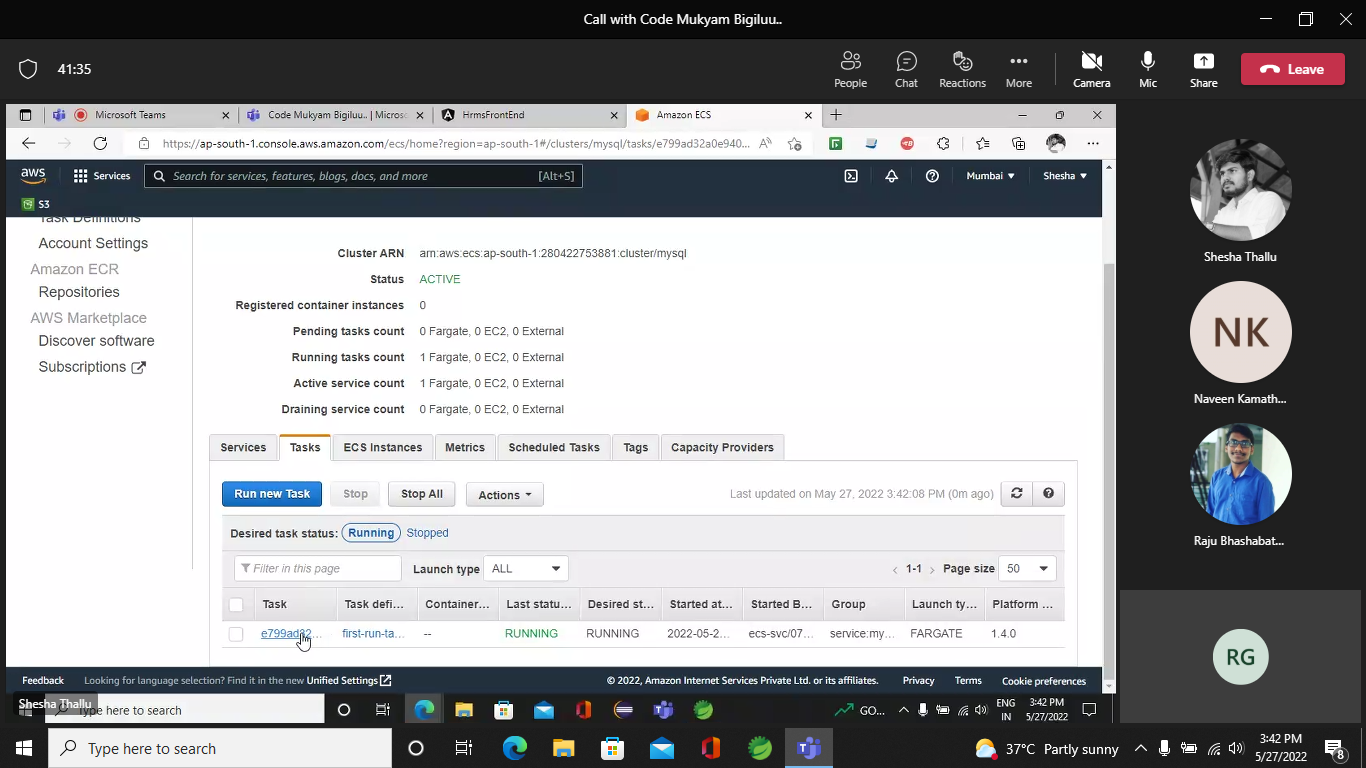 Call with Code Mukyam Bigiluu..
41:35
People
Chat
Reactions
More
Camera
Mic
Share
Leave
Microsoft Teams
Code Mukyam Bigiluu.. | Micros
HrmsFrontEnd
Amazon ECS
https://ap-south-1.console.aws.amazon.com/ecs/home?region=ap-south-1#/clusters/mysql/tasks/e799ad32a0e940...
aws
Services
Search for services, features, blogs, docs, and more
[Alt+S]
Mumbai
Shesha
S3
Task Definitions
Account Settings
Amazon ECR
Repositories
AWS Marketplace
Discover software
Subscriptions
Cluster ARN arn:aws:ecs:ap-south-1:280422753881:cluster/mysql
Status ACTIVE
Registered container instances 0
Pending tasks count 0 Fargate, 0 EC2, 0 External
Running tasks count 1 Fargate, 0 EC2, 0 External
Active service count 1 Fargate, 0 EC2, 0 External
Draining service count 0 Fargate, 0 EC2, 0 External
Services Tasks ECS Instances Metrics Scheduled Tasks Tags Capacity Providers
Run new Task Stop Stop All Actions Last updated on May 27, 2022 3:42:08 PM (0m ago)
Desired task status: Running Stopped
Filter in this page Launch type ALL < 1-1 > Page size 50
Task Task defi... Container... Last statu... Desired st... Started at... Started B... Group Launch ty... Platform ...
e799ad32... first-run-ta... -- RUNNING RUNNING 2022-05-2... ecs-svc/07... service:my... FARGATE 1.4.0
Feedback Looking for language selection? Find it in the new Unified Settings © 2022, Amazon Internet Services Private Ltd. or its affiliates. Privacy Terms Cookie preferences
Shesha Thallu
Type here to search
GO...
ENG
IN
3:42 PM
5/27/2022
Shesha Thallu
NK
Naveen Kamath...
Raju Bhashabat...
RG
Type here to search
37°C Partly sunny
3:42 PM
5/27/2022
8